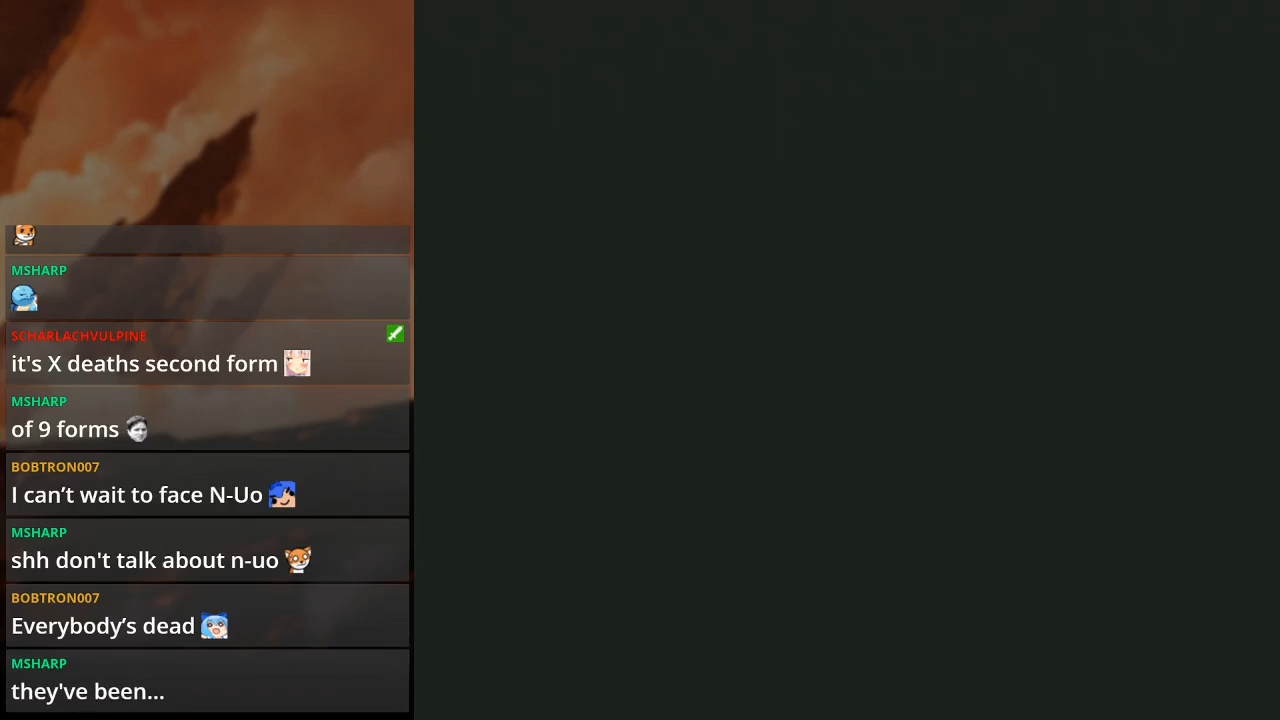 MSHARP
SCHARLACHVULPINE
it's X deaths second form
MSHARP
of 9 forms
BOBTRON007
I can’t wait to face N-Uo
MSHARP
shh don't talk about n-uo
BOBTRON007
Everybody’s dead
MSHARP
they've been...